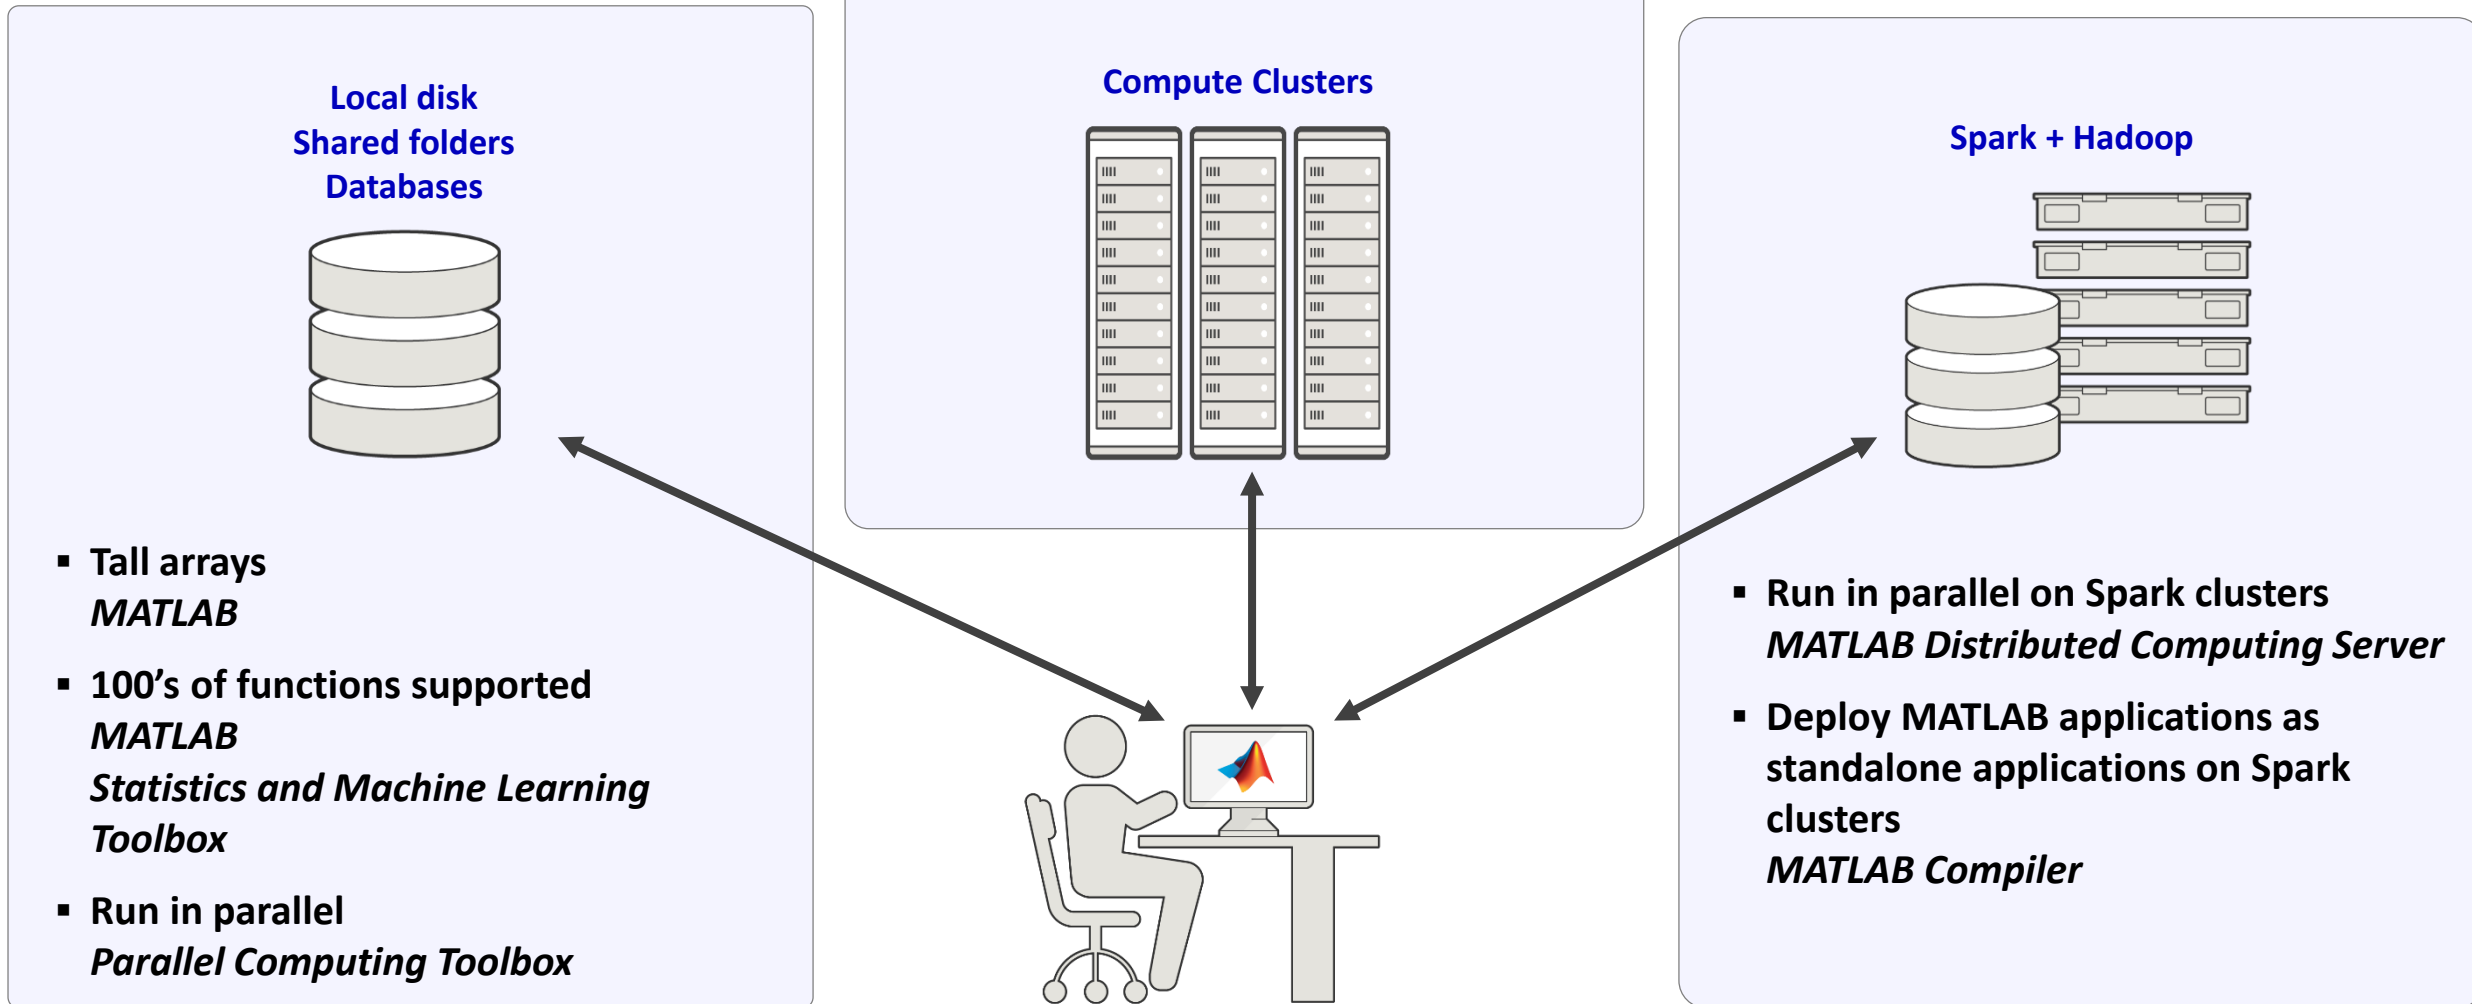 Local disk
Shared folders
Databases
▪ Tall arrays
MATLAB
▪ 100’s of functions supported
MATLAB
Statistics and Machine Learning
Toolbox
▪ Run in parallel
Parallel Computing Toolbox
Compute Clusters
Spark + Hadoop
▪ Run in parallel on Spark clusters
MATLAB Distributed Computing Server
▪ Deploy MATLAB applications as
standalone applications on Spark
clusters
MATLAB Compiler